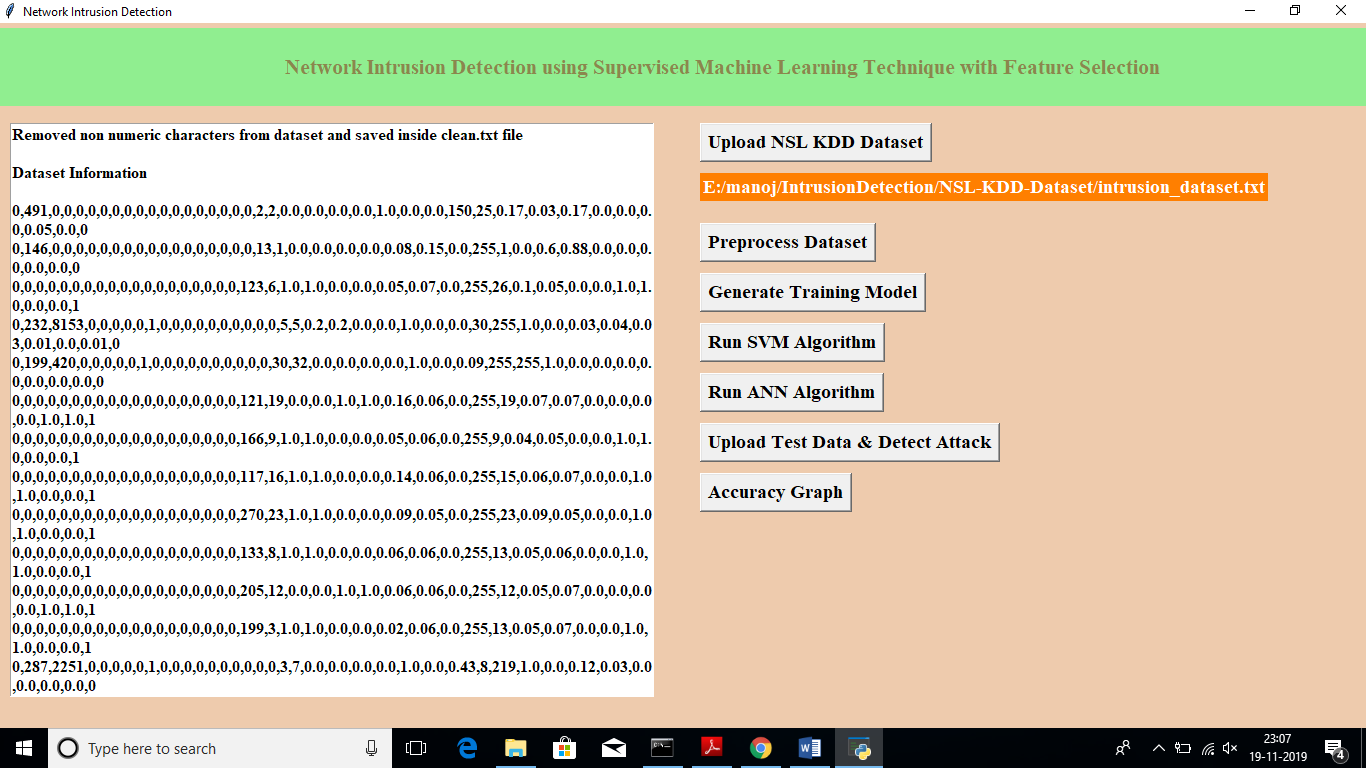 Network Intrusion Detection
Network Intrusion Detection using Supervised Machine Learning Technique with Feature Selection
Removed non numeric characters from dataset and saved inside clean.txt file
Dataset Information
0,491,0,0,0,0,0,0,0,0,0,0,0,0,0,0,0,0,0,2,2,0.0,0.0,0.0,0.0,1.0,0.0,0.0,150,25,0.17,0.03,0.17,0.0,0.0,0.
0,0.05,0.0,0
0,146,0,0,0,0,0,0,0,0,0,0,0,0,0,0,0,0,0,13,1,0.0,0.0,0.0,0.0,0.08,0.15,0.0,255,1,0.0,0.6,0.88,0.0,0.0,0.
0,0.0,0.0,0
0,0,0,0,0,0,0,0,0,0,0,0,0,0,0,0,0,0,0,123,6,1.0,1.0,0.0,0.0,0.05,0.07,0.0,255,26,0.1,0.05,0.0,0.0,1.0,1.
0,0.0,0.0,1
0,232,8153,0,0,0,0,0,1,0,0,0,0,0,0,0,0,0,0,5,5,0.2,0.2,0.0,0.0,1.0,0.0,0.0,30,255,1.0,0.0,0.03,0.04,0.0
3,0.01,0.0,0.01,0
0,199,420,0,0,0,0,0,1,0,0,0,0,0,0,0,0,0,0,30,32,0.0,0.0,0.0,0.0,1.0,0.0,0.09,255,255,1.0,0.0,0.0,0.0,0.
0,0.0,0.0,0.0,0
0,0,0,0,0,0,0,0,0,0,0,0,0,0,0,0,0,0,0,121,19,0.0,0.0,1.0,1.0,0.16,0.06,0.0,255,19,0.07,0.07,0.0,0.0,0.0
,0.0,1.0,1.0,1
0,0,0,0,0,0,0,0,0,0,0,0,0,0,0,0,0,0,0,166,9,1.0,1.0,0.0,0.0,0.05,0.06,0.0,255,9,0.04,0.05,0.0,0.0,1.0,1.
0,0.0,0.0,1
0,0,0,0,0,0,0,0,0,0,0,0,0,0,0,0,0,0,0,117,16,1.0,1.0,0.0,0.0,0.14,0.06,0.0,255,15,0.06,0.07,0.0,0.0,1.0
,1.0,0.0,0.0,1
0,0,0,0,0,0,0,0,0,0,0,0,0,0,0,0,0,0,0,270,23,1.0,1.0,0.0,0.0,0.09,0.05,0.0,255,23,0.09,0.05,0.0,0.0,1.0
,1.0,0.0,0.0,1
0,0,0,0,0,0,0,0,0,0,0,0,0,0,0,0,0,0,0,133,8,1.0,1.0,0.0,0.0,0.06,0.06,0.0,255,13,0.05,0.06,0.0,0.0,1.0,
1.0,0.0,0.0,1
0,0,0,0,0,0,0,0,0,0,0,0,0,0,0,0,0,0,0,205,12,0.0,0.0,1.0,1.0,0.06,0.06,0.0,255,12,0.05,0.07,0.0,0.0,0.0
,0.0,1.0,1.0,1
0,0,0,0,0,0,0,0,0,0,0,0,0,0,0,0,0,0,0,199,3,1.0,1.0,0.0,0.0,0.02,0.06,0.0,255,13,0.05,0.07,0.0,0.0,1.0,
1.0,0.0,0.0,1
0,287,2251,0,0,0,0,0,1,0,0,0,0,0,0,0,0,0,0,3,7,0.0,0.0,0.0,0.0,1.0,0.0,0.43,8,219,1.0,0.0,0.12,0.03,0.0
,0.0,0.0,0.0,0
Upload NSL KDD Dataset
E:/manoj/IntrusionDetection/NSL-KDD-Dataset/intrusion_dataset.txt
Preprocess Dataset
Generate Training Model
Run SVM Algorithm
Run ANN Algorithm
Upload Test Data & Detect Attack
Accuracy Graph
Type here to search
23:07
19-11-2019
4